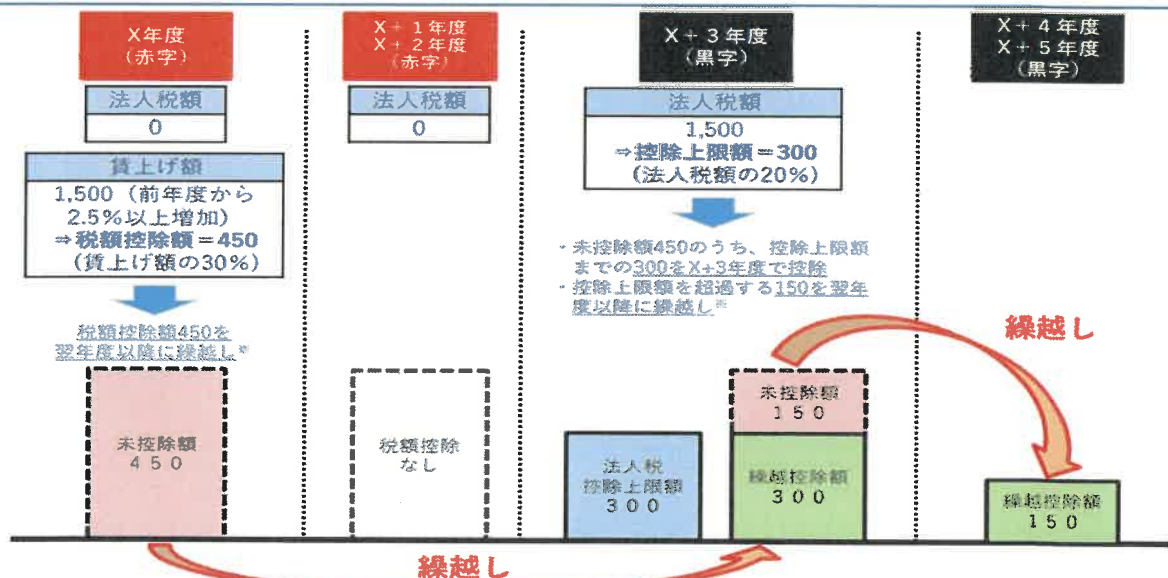 X年度
(赤字)
法人税額
0
賃上げ額
1,500 (前年度から
2.5%以上増加)
⇒税額控除額=450
(賃上げ額の30%)
税額控除額450を
翌年度以降に繰越し※
未控除額
450
X+1年度
X+2年度
(赤字)
法人税額
0
税額控除
なし
X+3年度
(黒字)
法人税額
1,500
⇒控除上限額=300
(法人税額の20%)
・未控除額450のうち、控除上限額
までの300をX+3年度で控除
・控除上限額を超過する150を翌年
度以降に繰越し※
法人税
控除上限額
300
未控除額
150
繰越控除額
300
X+4年度
X+5年度
(黒字)
繰越し
繰越控除額
150
繰越し